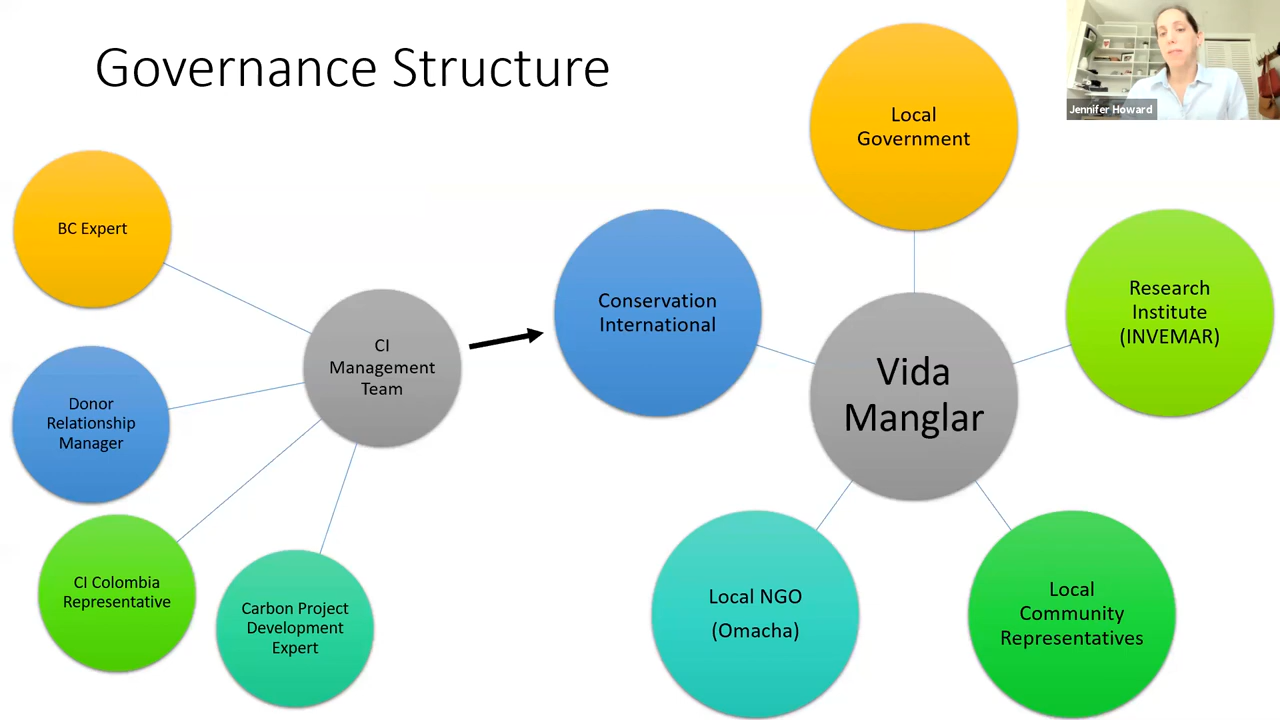 Governance Structure
Jennifer Howard
BC Expert
Donor
Relationship
Manager
CI Colombia
Representative
Carbon Project
Development
Expert
CI
Management
Team
Conservation
International
Local
Government
Research
Institute
(INVEMAR)
Vida
Manglar
Local NGO
(Omacha)
Local
Community
Representatives